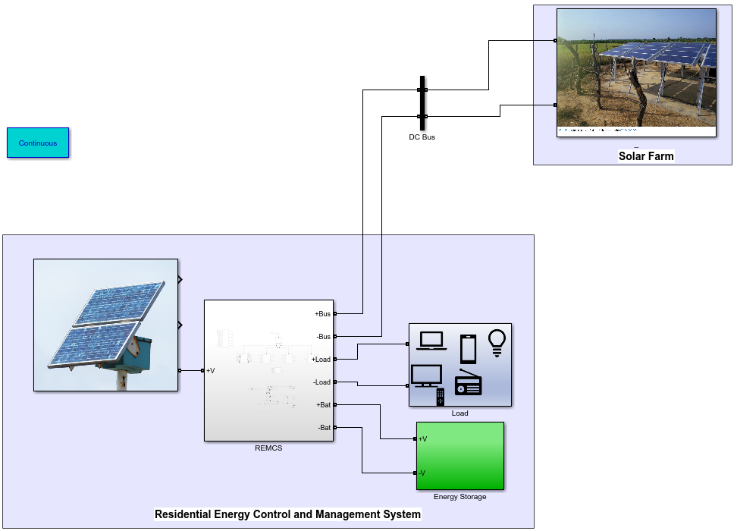 DC Bus
Continuous
Solar Farm
+Bus
-Bus
+V
+Load
-Load
+Bat
-Bat
REMCS
Load
+V
-V
Energy Storage
Residential Energy Control and Management System